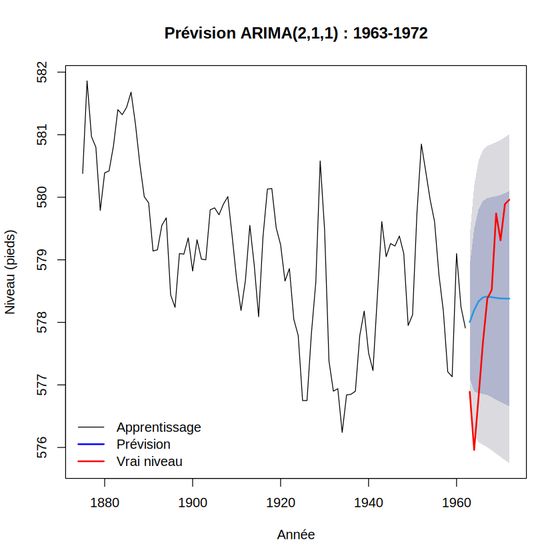 Prévision ARIMA(2,1,1) : 1963-1972
Niveau (pieds)
582
581
580
579
578
577
576
Apprentissage
Prévision
Vrai niveau
1880 1900 1920 1940 1960
Année